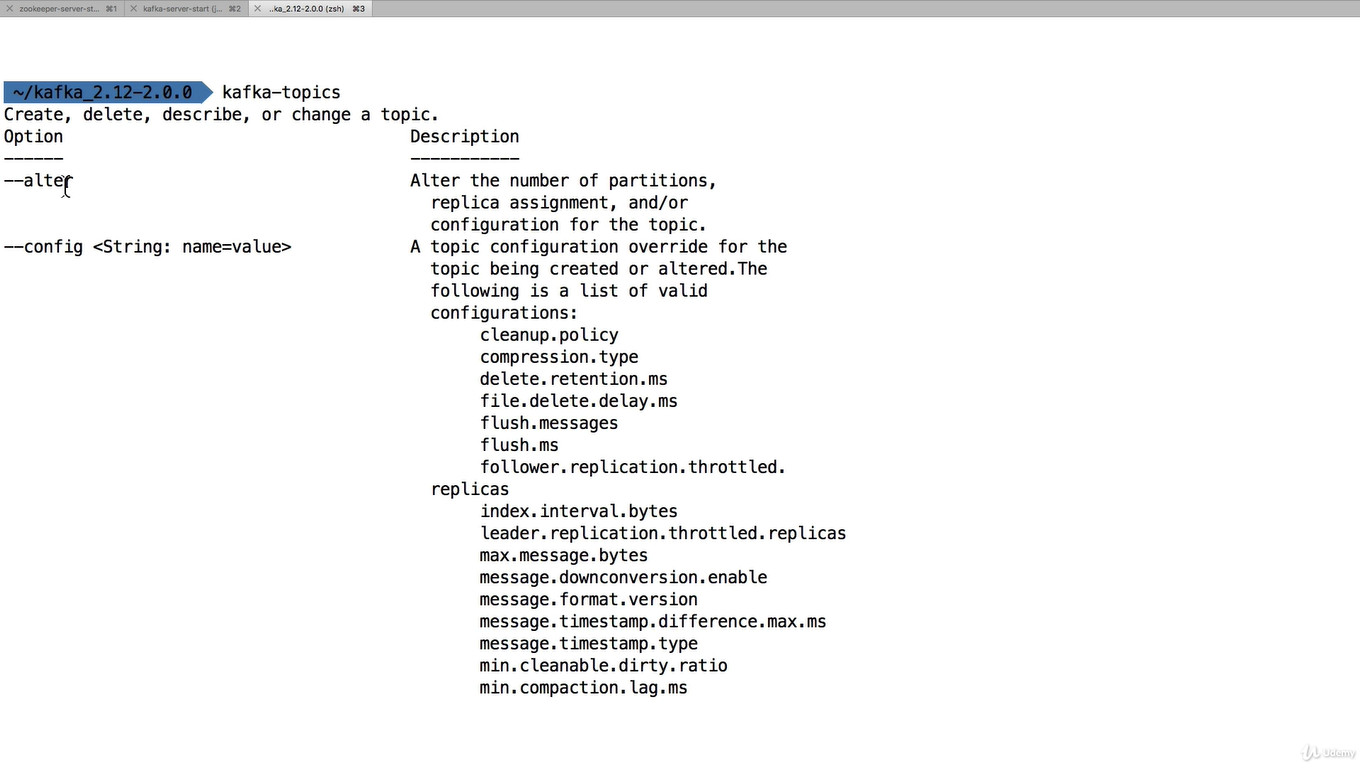 zookeeper-server-st... ⌘1 kafka-server-start (j... ⌘2 ..ka_2.12-2.0.0 (zsh) ⌘3
~/kafka_2.12-2.0.0 kafka-topics
Create, delete, describe, or change a topic.
Option Description
------ -----------
--alter Alter the number of partitions,
replica assignment, and/or
configuration for the topic.
--config <String: name=value> A topic configuration override for the
topic being created or altered.The
following is a list of valid
configurations:
cleanup.policy
compression.type
delete.retention.ms
file.delete.delay.ms
flush.messages
flush.ms
follower.replication.throttled.
replicas
index.interval.bytes
leader.replication.throttled.replicas
max.message.bytes
message.downconversion.enable
message.format.version
message.timestamp.difference.max.ms
message.timestamp.type
min.cleanable.dirty.ratio
min.compaction.lag.ms
Udemy